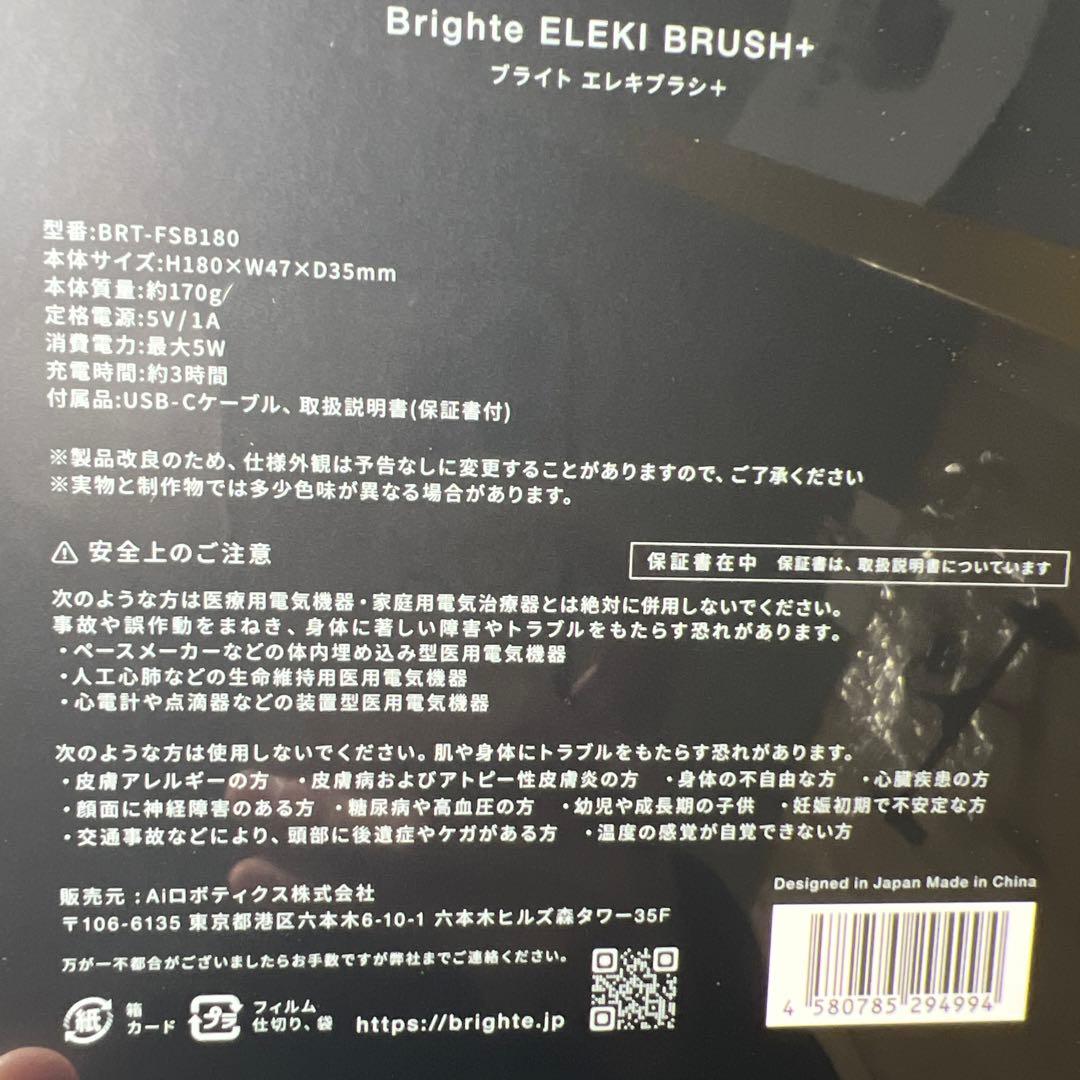 Brighte ELEKI BRUSH+
ブライト エレキブラシ＋
型番:BRT-FSB180
本体サイズ:H180×W47×D35mm
本体質量:約170g
定格電源:5V/1A
消費電力:最大5W
充電時間:約3時間
付属品:USB-Cケーブル、取扱説明書(保証書付)
※製品改良のため、仕様外観は予告なしに変更することがありますので、ご了承ください
※実物と制作物では多少色味が異なる場合があります。
⚠ 安全上のご注意
保証書在中 保証書は、取扱説明書についています
次のような方は医療用電気機器・家庭用電気治療器とは絶対に併用しないでください。
事故や誤作動をまねき、身体に著しい障害やトラブルをもたらす恐れがあります。
・ペースメーカーなどの体内埋め込み型医用電気機器
・人工心肺などの生命維持用医用電気機器
・心電計や点滴器などの装置型医用電気機器
次のような方は使用しないでください。肌や身体にトラブルをもたらす恐れがあります。
・皮膚アレルギーの方 ・皮膚病およびアトピー性皮膚炎の方 ・身体の不自由な方 ・心臓疾患の方
・顔面に神経障害のある方 ・糖尿病や高血圧の方 ・幼児や成長期の子供 ・妊娠初期で不安定な方
・交通事故などにより、頭部に後遺症やケガがある方 ・温度の感覚が自覚できない方
販売元：Aiロボティクス株式会社
〒106-6135 東京都港区六本木6-10-1 六本木ヒルズ森タワー35F
万が一不都合がございましたらお手数ですが弊社までご連絡ください。
Designed in Japan Made in China
4 580785 294994
紙 箱 カード
プラ フィルム 仕切り、袋
https://brighte.jp